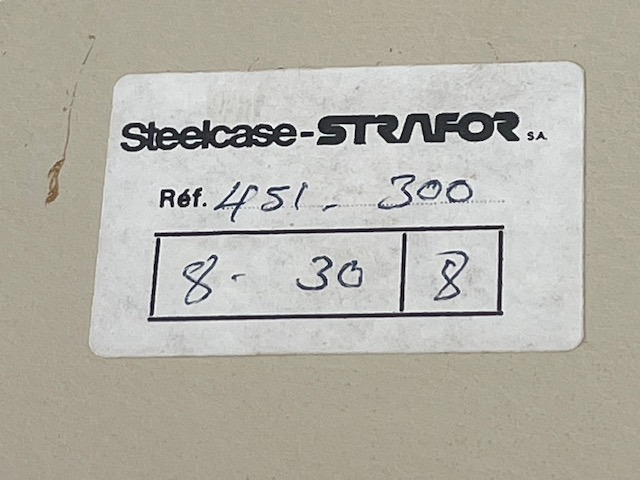 Steelcase-STRAFOR S.A.
Réf. 451. 300
8- 30 8